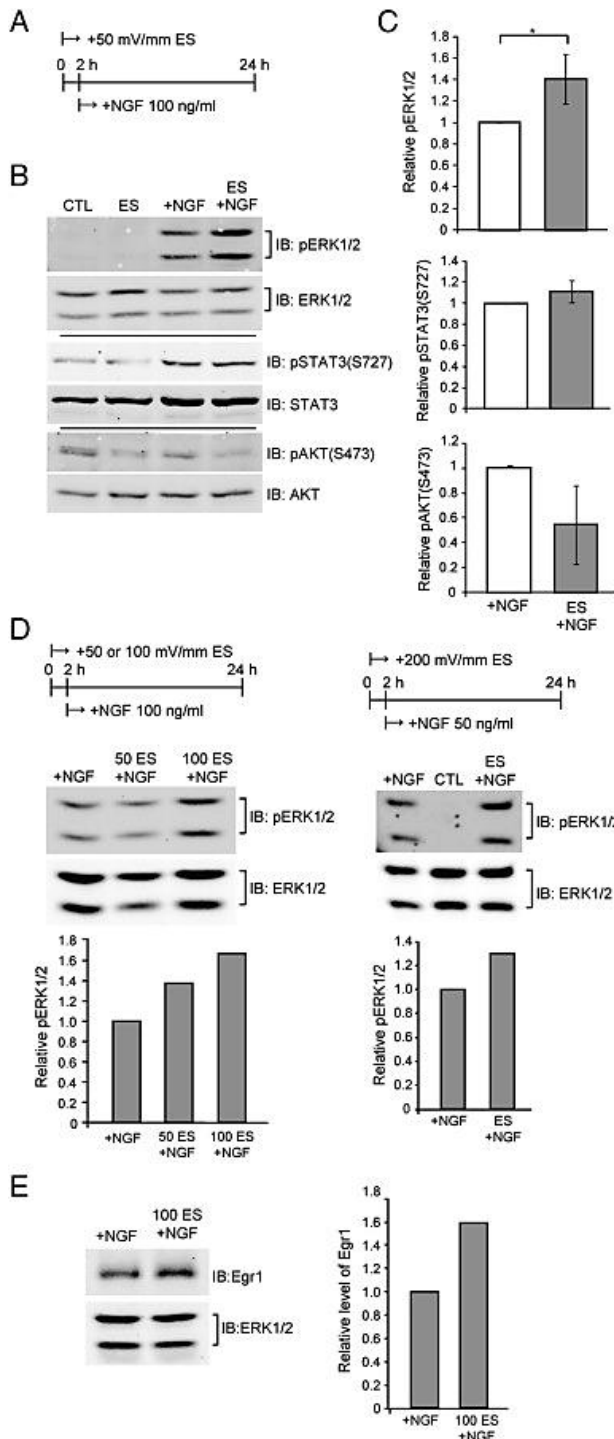 A
+50 mV/mm ES
0 2 h 24 h
+NGF 100 ng/ml
B
CTL ES +NGF ES +NGF
IB: pERK1/2
IB: ERK1/2
IB: pSTAT3(S727)
IB: STAT3
IB: pAKT(S473)
IB: AKT
C
Relative pERK1/2
1.8
1.6
1.4
1.2
1
0.8
0.6
0.4
0.2
0
*
Relative pSTAT3(S727)
1.4
1.2
1
0.8
0.6
0.4
0.2
0
Relative pAKT(S473)
1.2
1
0.8
0.6
0.4
0.2
0
+NGF ES
+NGF
D
+50 or 100 mV/mm ES
0 2 h 24 h
+NGF 100 ng/ml
50 ES 100 ES
+NGF +NGF +NGF
IB: pERK1/2
IB: ERK1/2
Relative pERK1/2
1.8
1.6
1.4
1.2
1.0
0.8
0.6
0.4
0.2
0
+NGF 50 ES 100 ES
+NGF +NGF
+200 mV/mm ES
0 2 h 24 h
+NGF 50 ng/ml
ES
+NGF CTL +NGF
IB: pERK1/2
IB: ERK1/2
Relative pERK1/2
1.4
1.2
1.0
0.8
0.6
0.4
0.2
0
+NGF ES
+NGF
E
100 ES
+NGF +NGF
IB:Egr1
IB:ERK1/2
Relative level of Egr1
1.8
1.6
1.4
1.2
1.0
0.8
0.6
0.4
0.2
0
+NGF 100 ES
+NGF